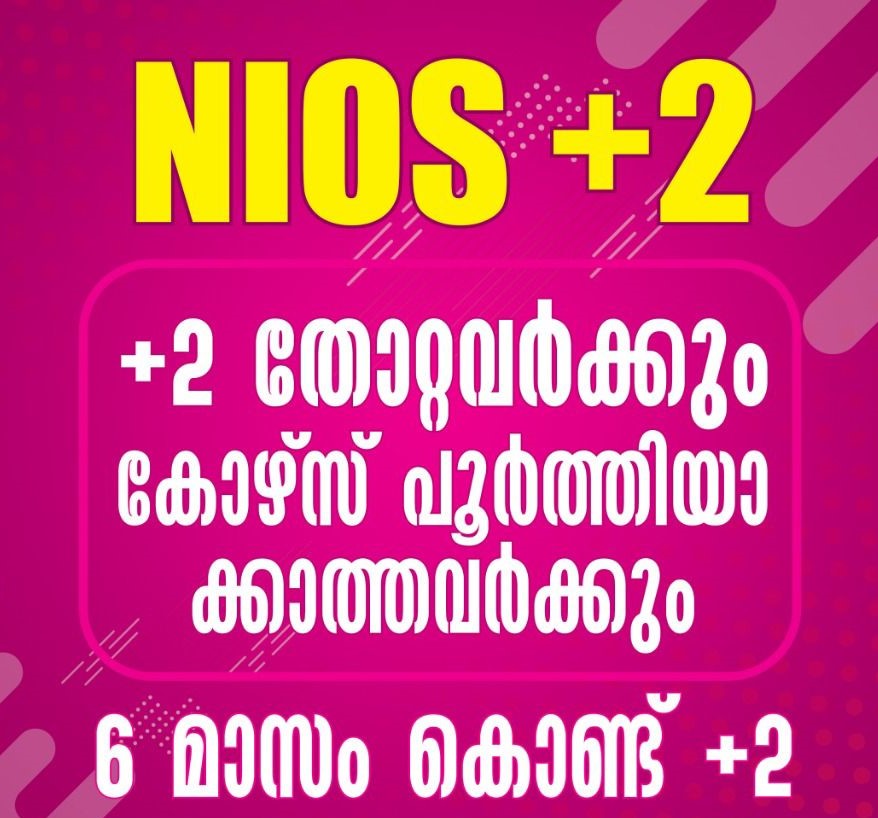 NIOS +2
+2 തോറ്റവർക്കും
കോഴ്സ് പൂർത്തിയാ
ക്കാത്തവർക്കും
6 മാസം കൊണ്ട് +2